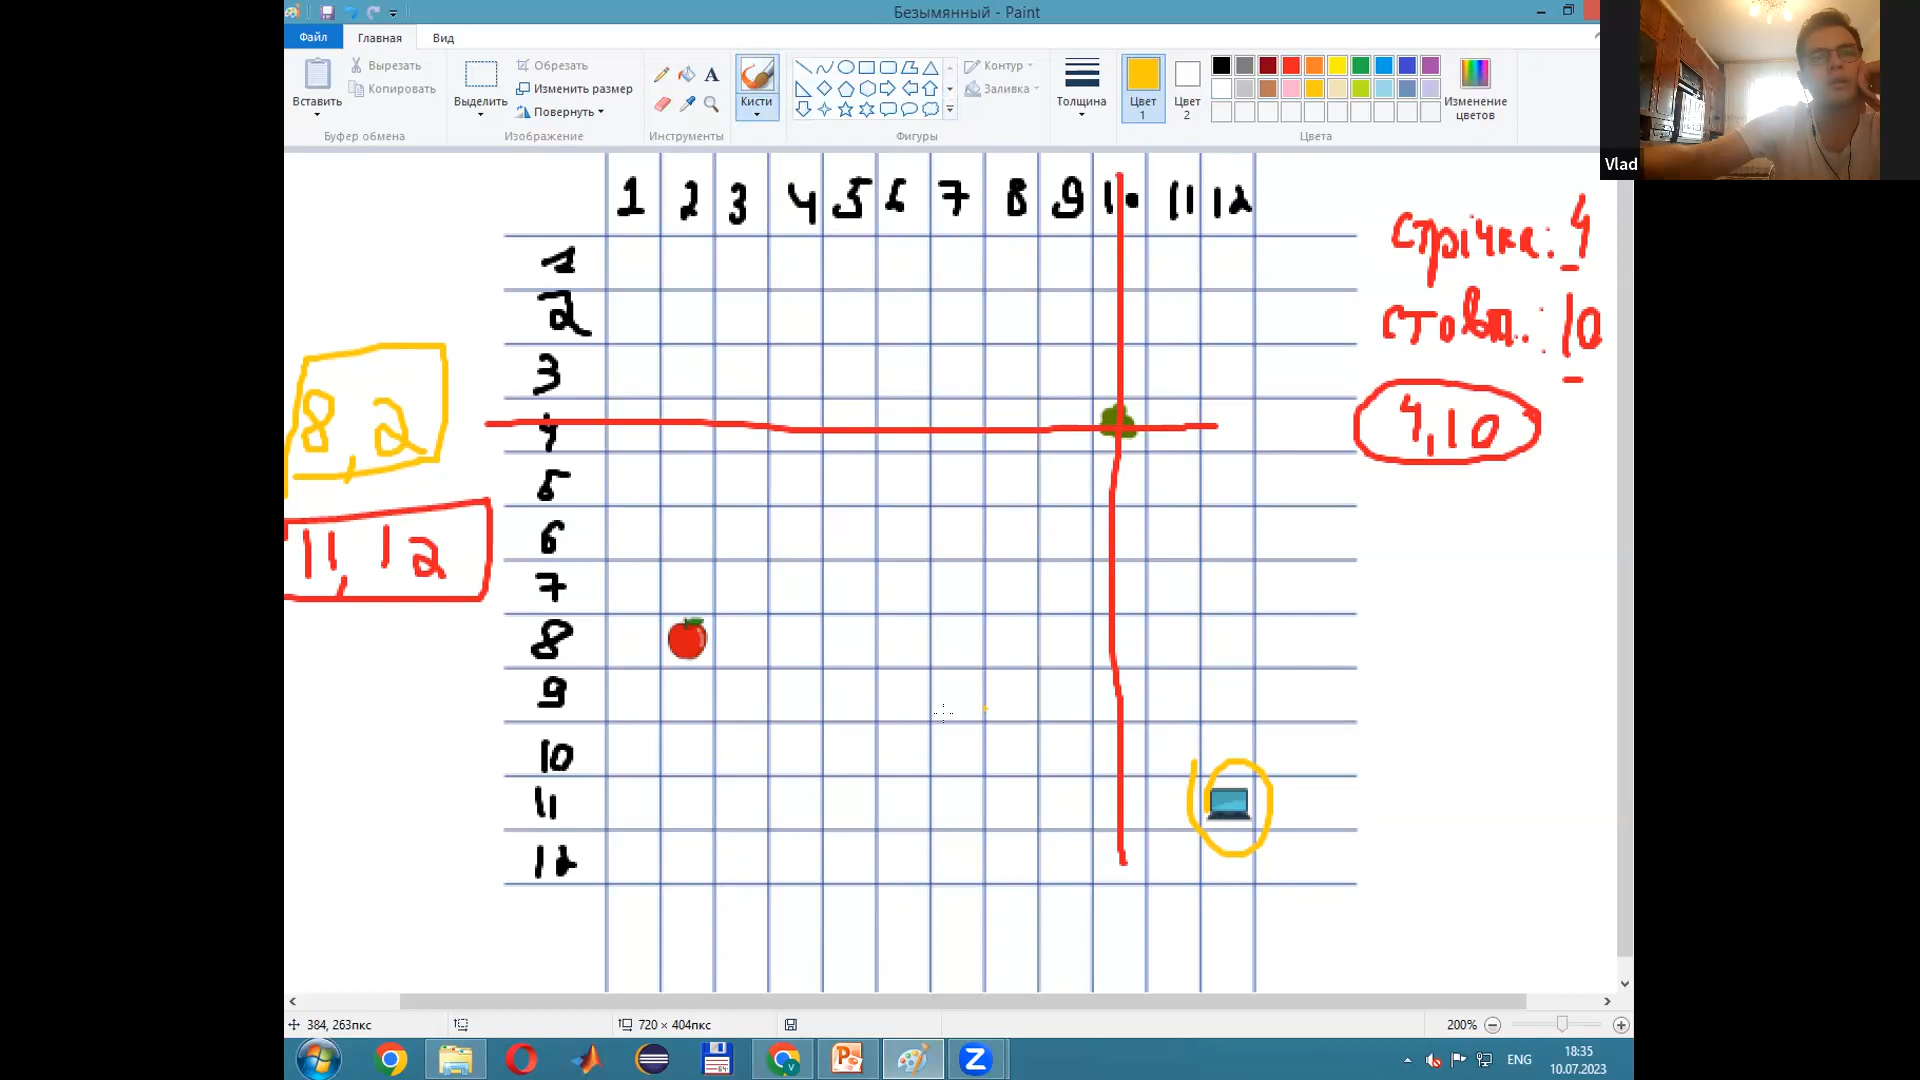 Безымянный - Paint
Файл
Главная
Вид
Вставить
Вырезать
Копировать
Буфер обмена
Выделить
Обрезать
Изменить размер
Повернуть
Изображение
A
Инструменты
Кисти
Фигуры
Контур
Заливка
Толщина
Цвет 1
Цвет 2
Изменение цветов
Цвета
Vlad
1 2 3 4 5 6 7 8 9 10 11 12
1
2
3
4
5
6
7
8
9
10
11
12
8,2
11,12
стрічка: 4
стовп.: 10
4,10
384, 263пкс
720 × 404пкс
200%
64
V
P
Z
ENG
18:35
10.07.2023